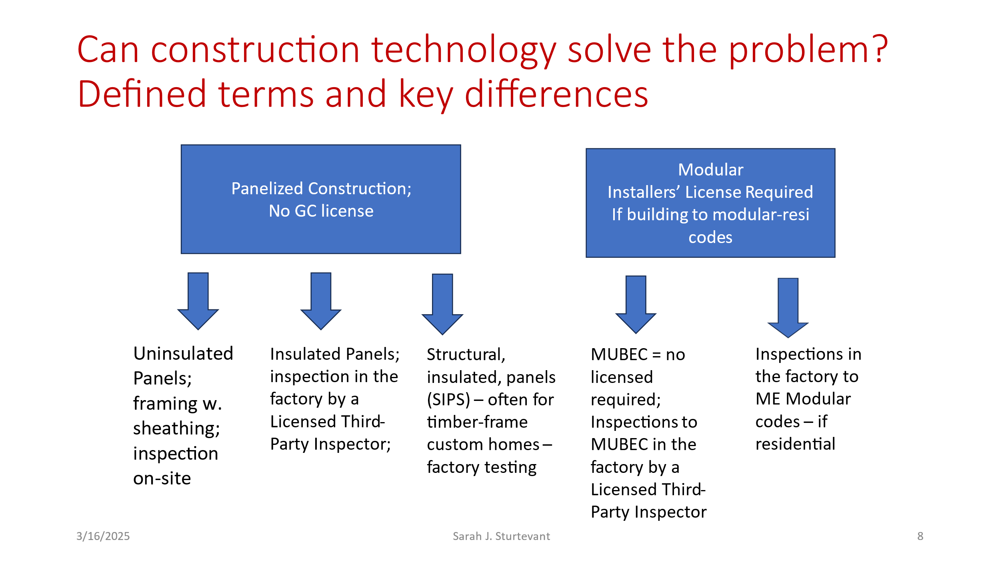 Can construction technology solve the problem?
Defined terms and key differences
Panelized Construction;
No GC license
Modular
Installers’ License Required
If building to modular-resi
codes
Uninsulated
Panels;
framing w.
sheathing;
inspection
on-site
Insulated Panels;
inspection in the
factory by a
Licensed Third-
Party Inspector;
Structural,
insulated, panels
(SIPS) – often for
timber-frame
custom homes –
factory testing
MUBEC = no
licensed
required;
Inspections to
MUBEC in the
factory by a
Licensed Third-
Party Inspector
Inspections in
the factory to
ME Modular
codes – if
residential
3/16/2025
Sarah J. Sturtevant
8